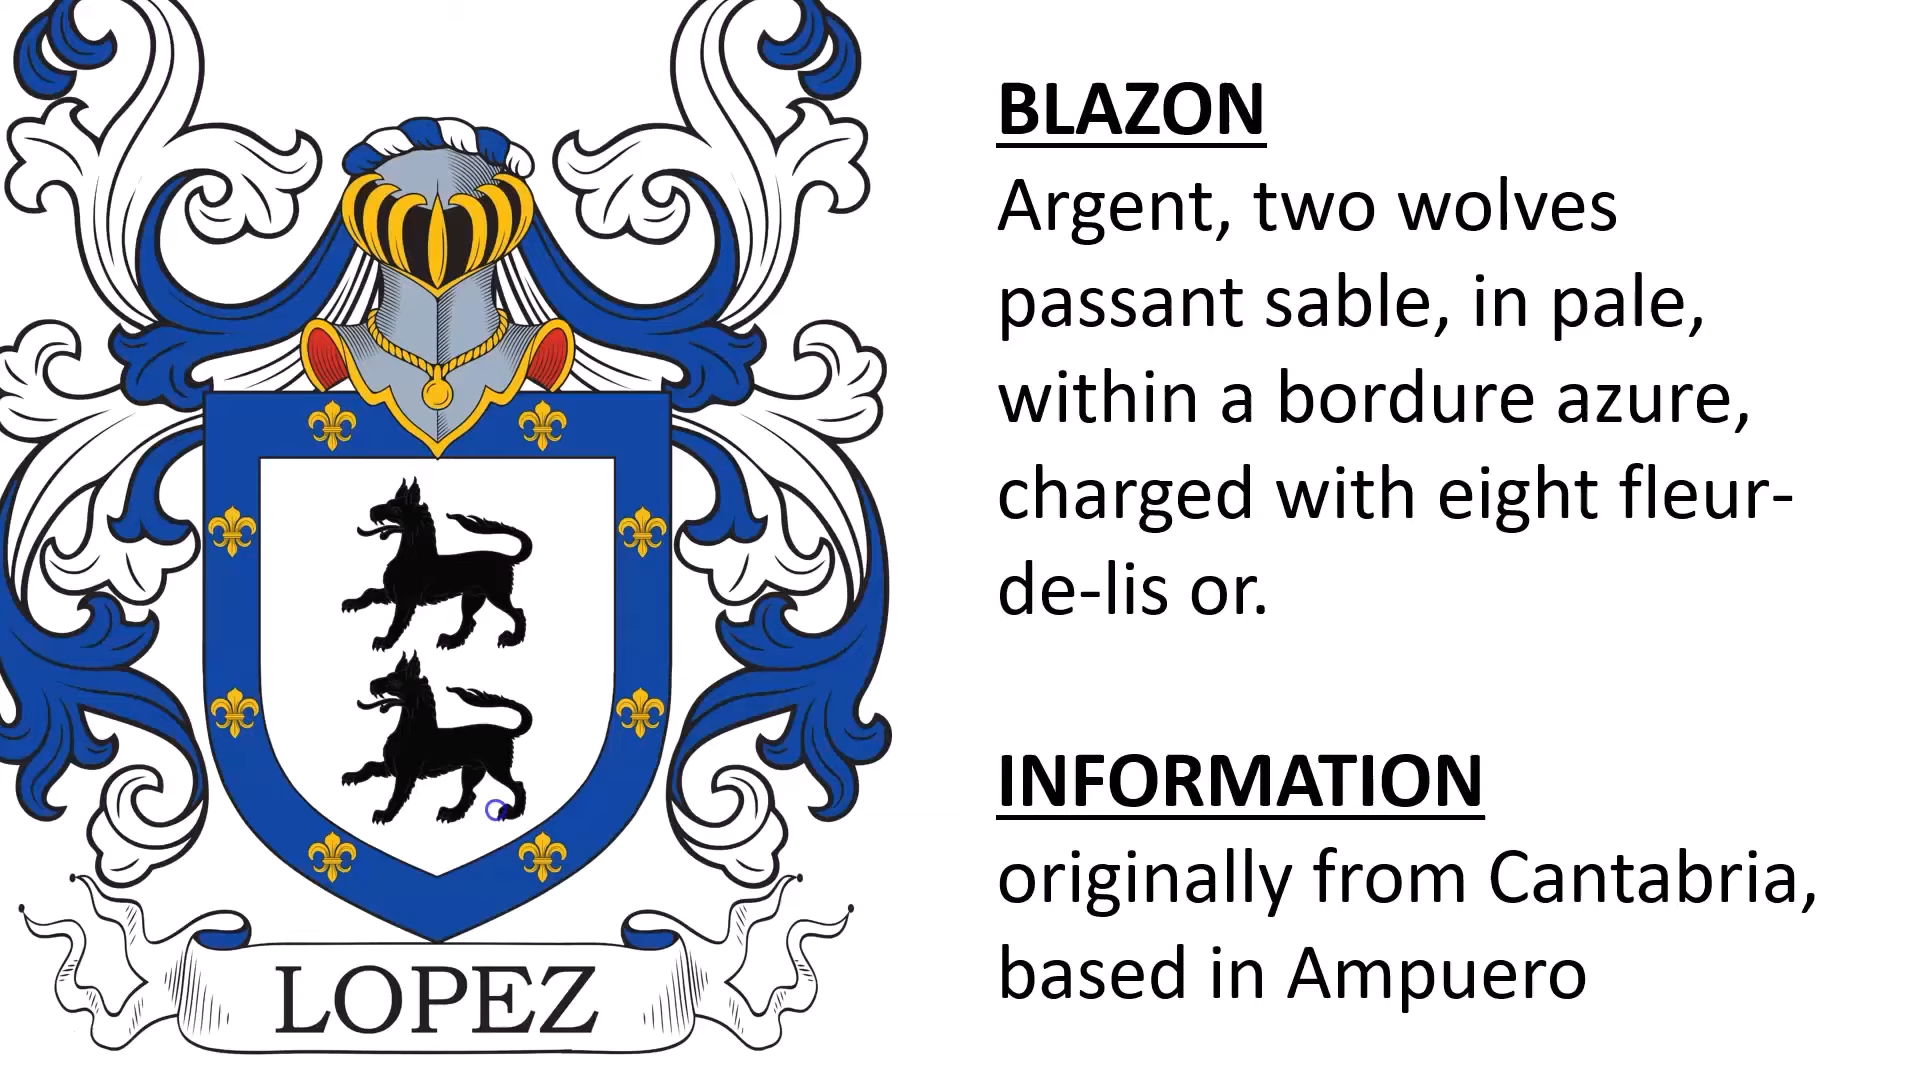 BLAZON
Argent, two wolves
passant sable, in pale,
within a bordure azure,
charged with eight fleur-
de-lis or.
INFORMATION
originally from Cantabria,
based in Ampuero
LOPEZ